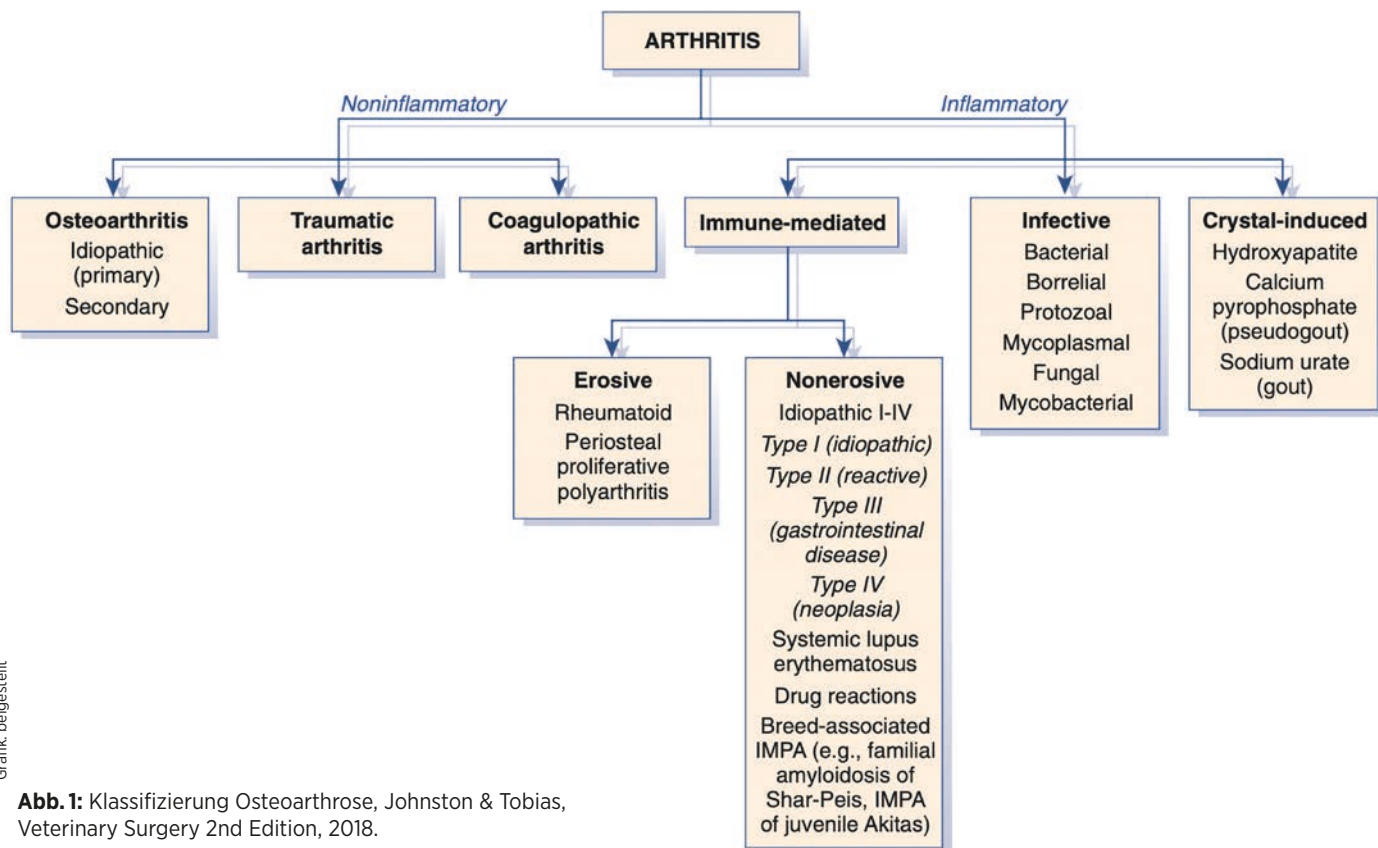 ARTHRITIS
Noninflammatory
Inflammatory
Osteoarthritis
Idiopathic
(primary)
Secondary
Traumatic
arthritis
Coagulopathic
arthritis
Immune-mediated
Infective
Bacterial
Borrelial
Protozoal
Mycoplasmal
Fungal
Mycobacterial
Crystal-induced
Hydroxyapatite
Calcium
pyrophosphate
(pseudogout)
Sodium urate
(gout)
Erosive
Rheumatoid
Periosteal
proliferative
polyarthritis
Nonerosive
Idiopathic I-IV
Type I (idiopathic)
Type II (reactive)
Type III
(gastrointestinal
disease)
Type IV
(neoplasia)
Systemic lupus
erythematosus
Drug reactions
Breed-associated
IMPA (e.g., familial
amyloidosis of
Shar-Peis, IMPA
of juvenile Akitas)
Grafik: beigestellt
Abb. 1: Klassifizierung Osteoarthrose, Johnston & Tobias,
Veterinary Surgery 2nd Edition, 2018.